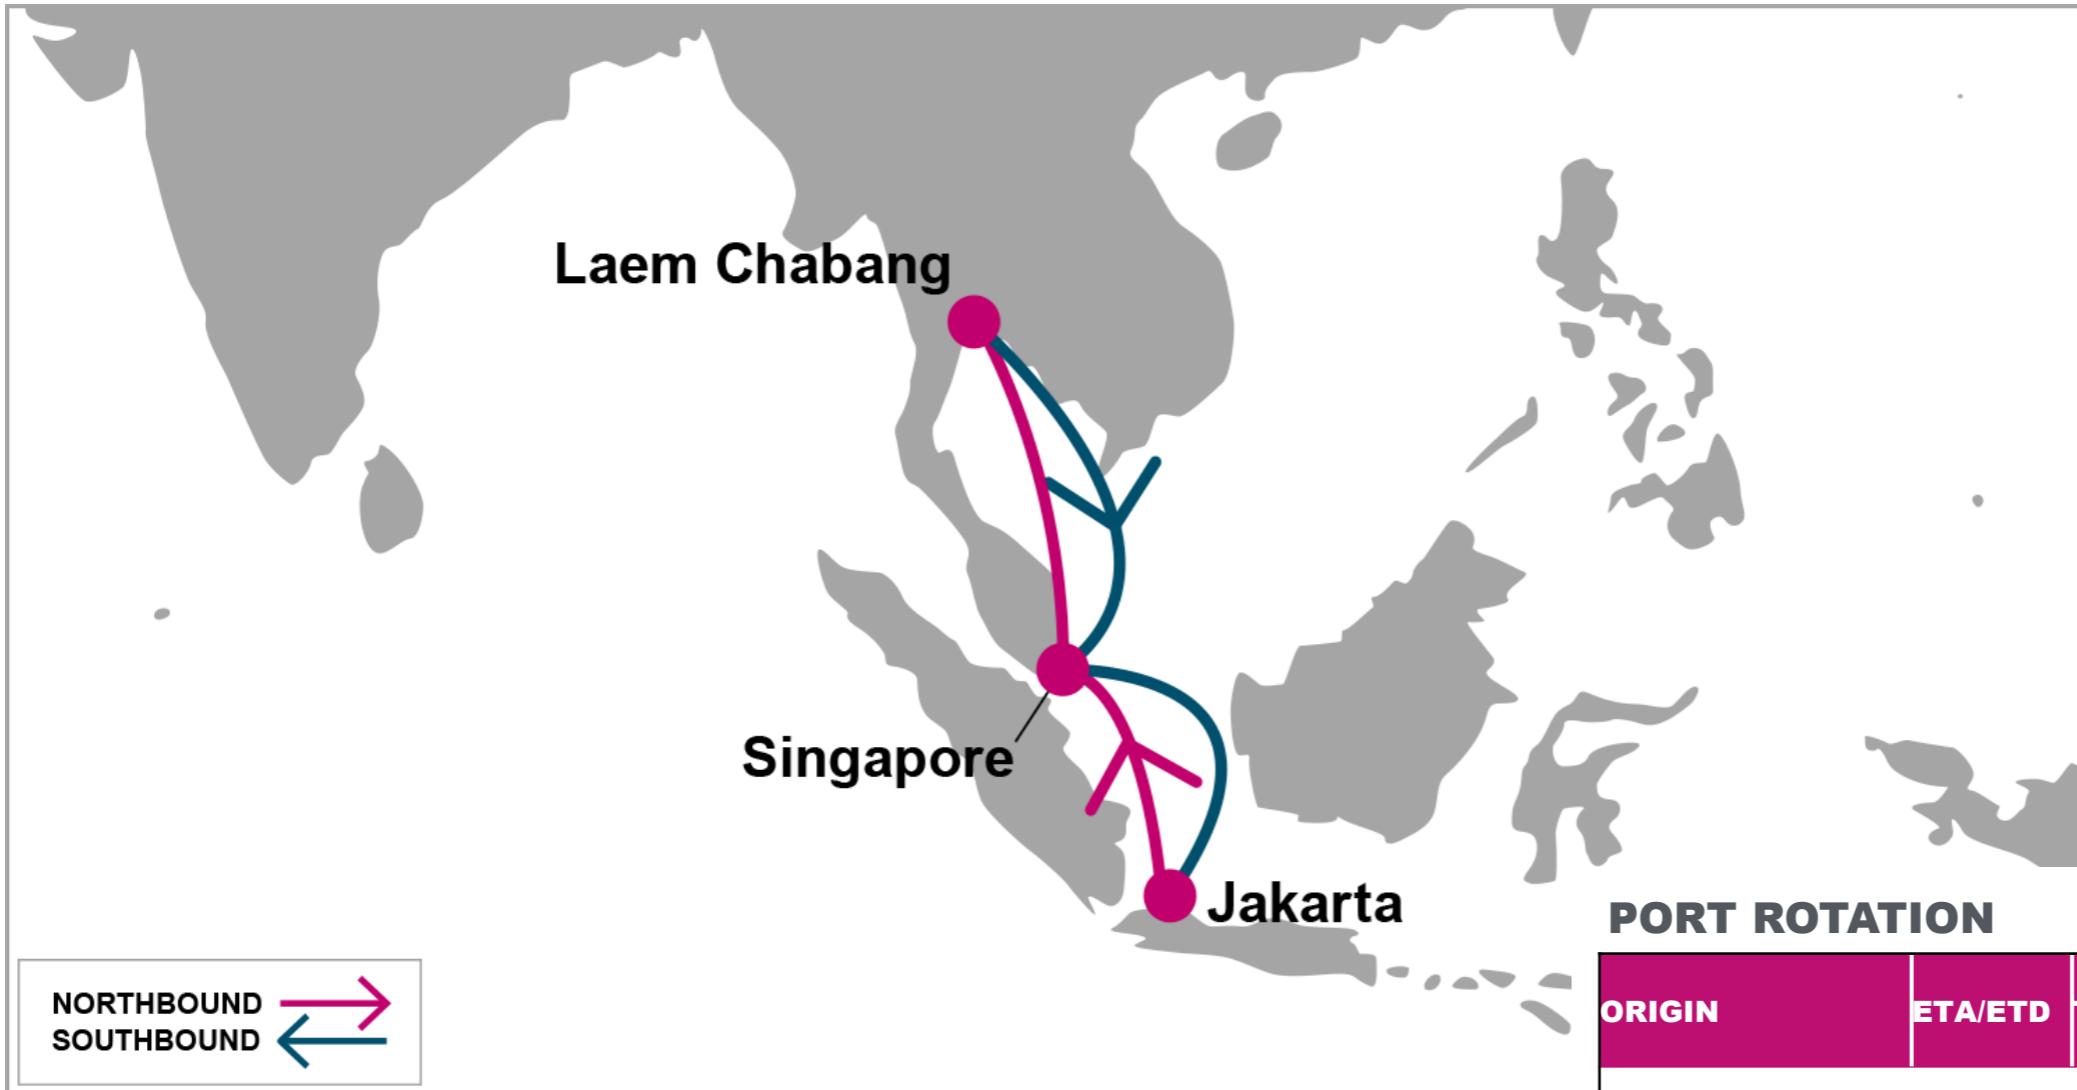 Laem Chabang
Singapore
Jakarta
PORT ROTATION
ORIGIN ETA/ETD
NORTHBOUND
SOUTHBOUND